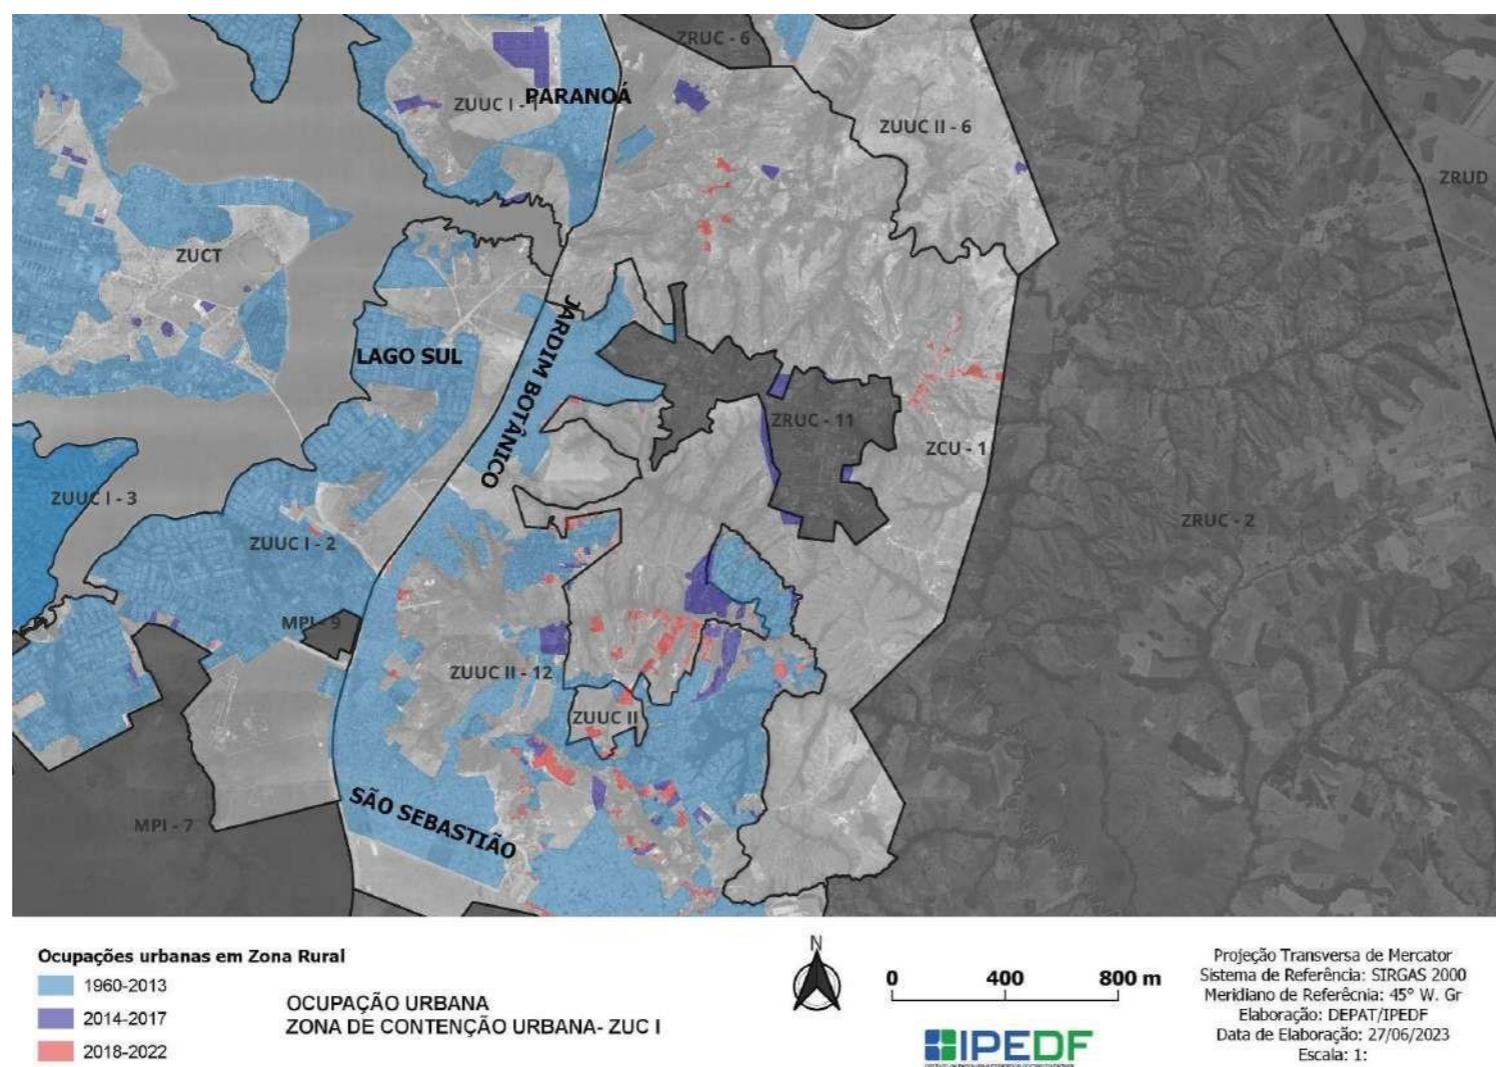 ZRUC - 6
PARANOÁ
ZUUC I - 1
ZUUC II - 6
ZRUD
ZUCT
JARDIM BOTÂNICO
LAGO SUL
ZRUC - 11
ZCU - 1
ZUUC I - 3
ZRUC - 2
ZUUC I - 2
MPI - 9
ZUUC II - 12
ZUUC II
SÃO SEBASTIÃO
MPI - 7
Ocupações urbanas em Zona Rural
1960-2013
2014-2017
2018-2022
OCUPAÇÃO URBANA
ZONA DE CONTENÇÃO URBANA- ZUC I
N
0 400 800 m
IPEDF
Projeção Transversa de Mercator
Sistema de Referência: SIRGAS 2000
Meridiano de Referêcnia: 45° W. Gr
Elaboração: DEPAT/IPEDF
Data de Elaboração: 27/06/2023
Escala: 1: